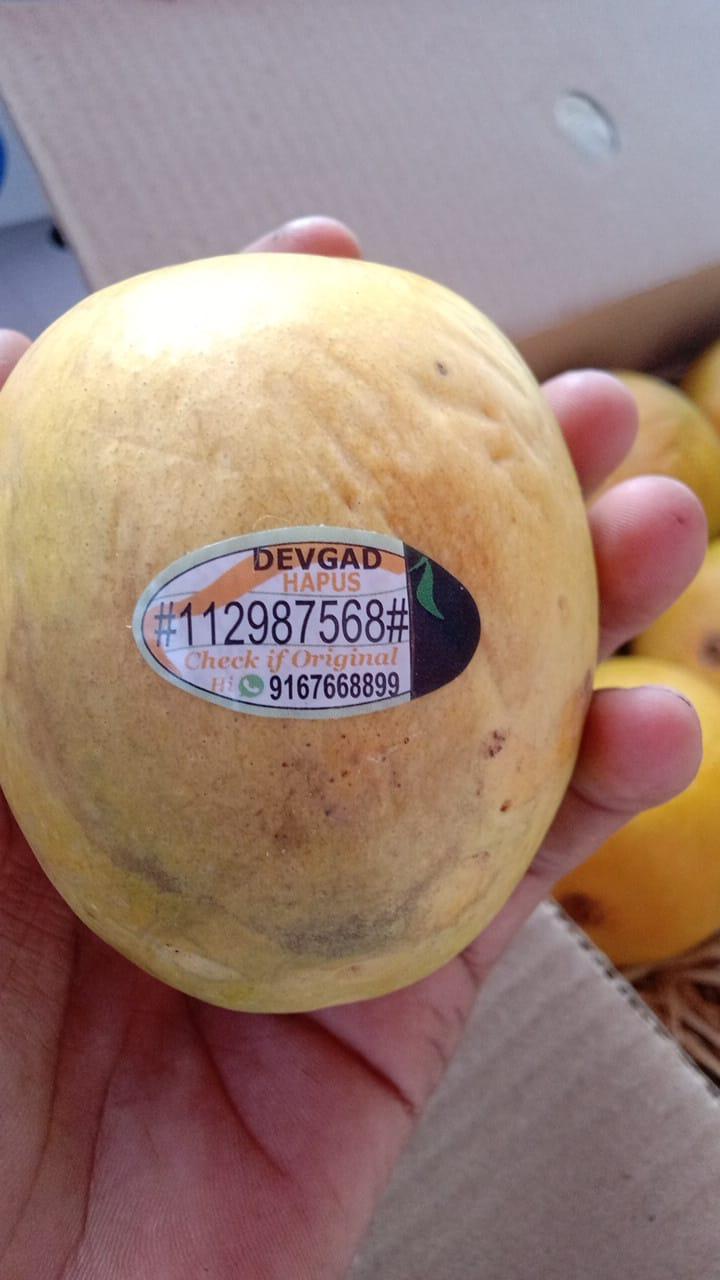 DEVGAD
HAPUS
#112987568#
Check if Original
Hi 9167668899